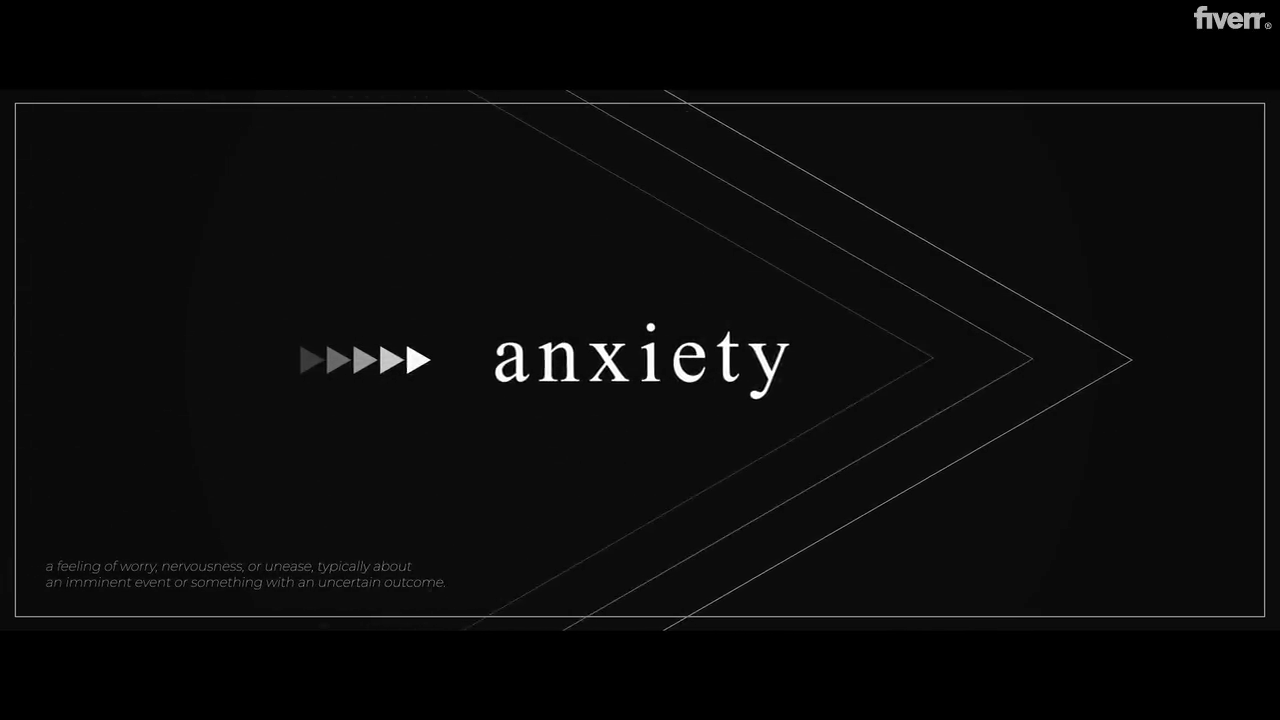 fiverr®
anxiety
a feeling of worry, nervousness, or unease, typically about
an imminent event or something with an uncertain outcome.